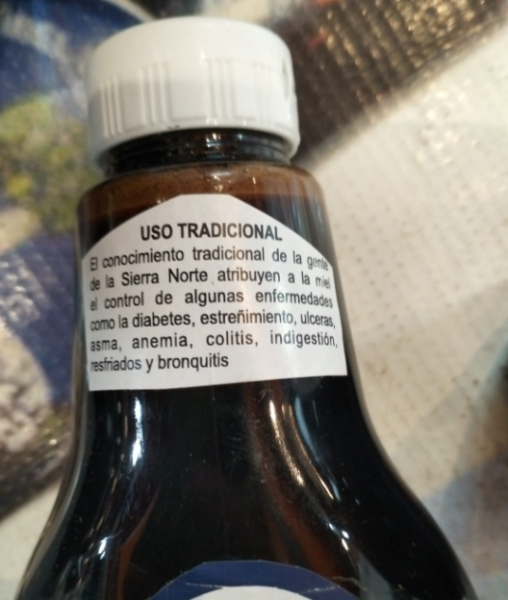 USO TRADICIONAL
El conocimiento tradicional de la gente
de la Sierra Norte atribuyen a la miel
el control de algunas enfermedades
como la diabetes, estreñimiento, ulceras,
asma, anemia, colitis, indigestión,
resfriados y bronquitis